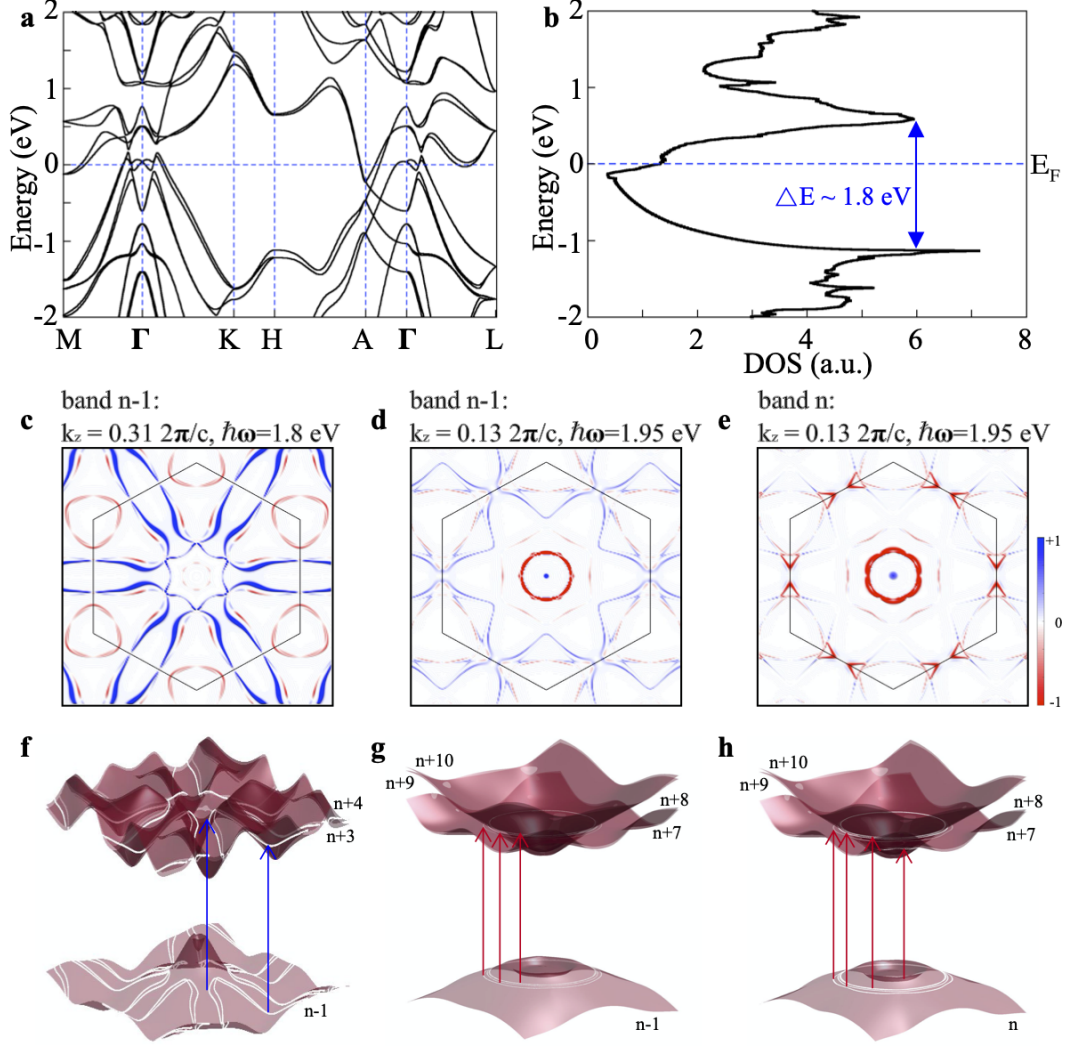 a
2
1
0
-1
-2
Energy (eV)
M Γ K H A Γ L
b
2
1
0
-1
-2
Energy (eV)
E_F
△E ~ 1.8 eV
0 2 4 6 8
DOS (a.u.)
c
band n-1:
k_z = 0.31 2π/c, ℏω=1.8 eV
d
band n-1:
k_z = 0.13 2π/c, ℏω=1.95 eV
e
band n:
k_z = 0.13 2π/c, ℏω=1.95 eV
+1
0
-1
f
n+4
n+3
n-1
g
n+10
n+9
n+8
n+7
n-1
h
n+10
n+9
n+8
n+7
n